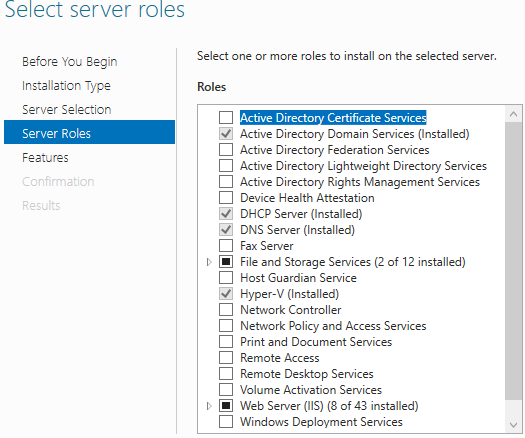 Select server roles
Before You Begin
Installation Type
Server Selection
Server Roles
Features
Confirmation
Results
Select one or more roles to install on the selected server.
Roles
Active Directory Certificate Services
Active Directory Domain Services (Installed)
Active Directory Federation Services
Active Directory Lightweight Directory Services
Active Directory Rights Management Services
Device Health Attestation
DHCP Server (Installed)
DNS Server (Installed)
Fax Server
File and Storage Services (2 of 12 installed)
Host Guardian Service
Hyper-V (Installed)
Network Controller
Network Policy and Access Services
Print and Document Services
Remote Access
Remote Desktop Services
Volume Activation Services
Web Server (IIS) (8 of 43 installed)
Windows Deployment Services